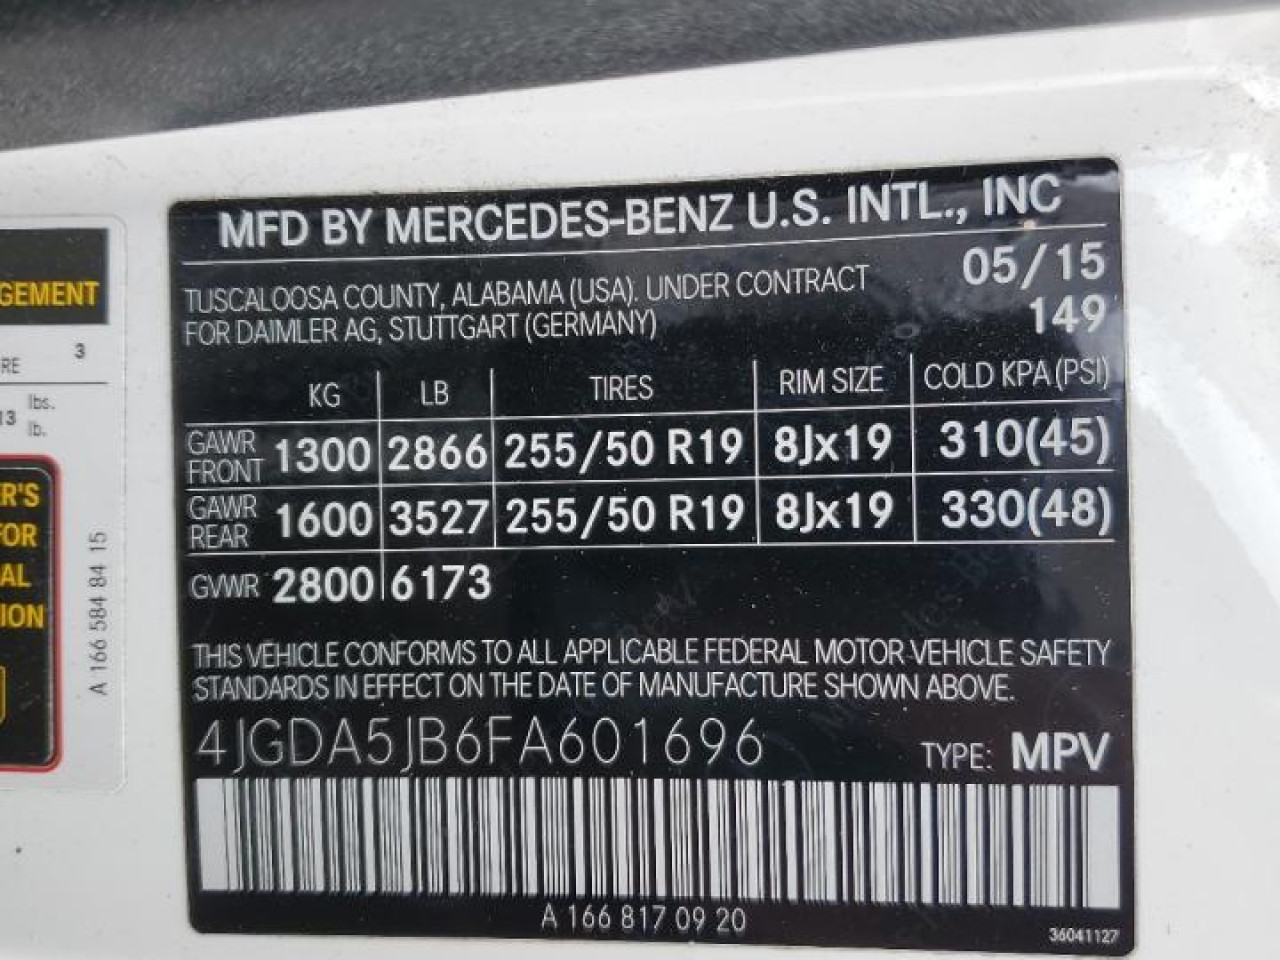 MFD BY MERCEDES-BENZ U.S. INTL., INC
05/15
TUSCALOOSA COUNTY, ALABAMA (USA). UNDER CONTRACT
FOR DAIMLER AG, STUTTGART (GERMANY)
149
KG LB TIRES RIM SIZE COLD KPA (PSI)
GAWR FRONT 1300 2866 255/50 R19 8Jx19 310(45)
GAWR REAR 1600 3527 255/50 R19 8Jx19 330(48)
GVWR 2800 6173
THIS VEHICLE CONFORMS TO ALL APPLICABLE FEDERAL MOTOR VEHICLE SAFETY
STANDARDS IN EFFECT ON THE DATE OF MANUFACTURE SHOWN ABOVE.
4JGDA5JB6FA601696 TYPE: MPV
A 166 817 09 20
36041127
GEMENT
RE 3
13 lbs.
lb.
ER'S
FOR
AL
ION
A 166 584 84 15